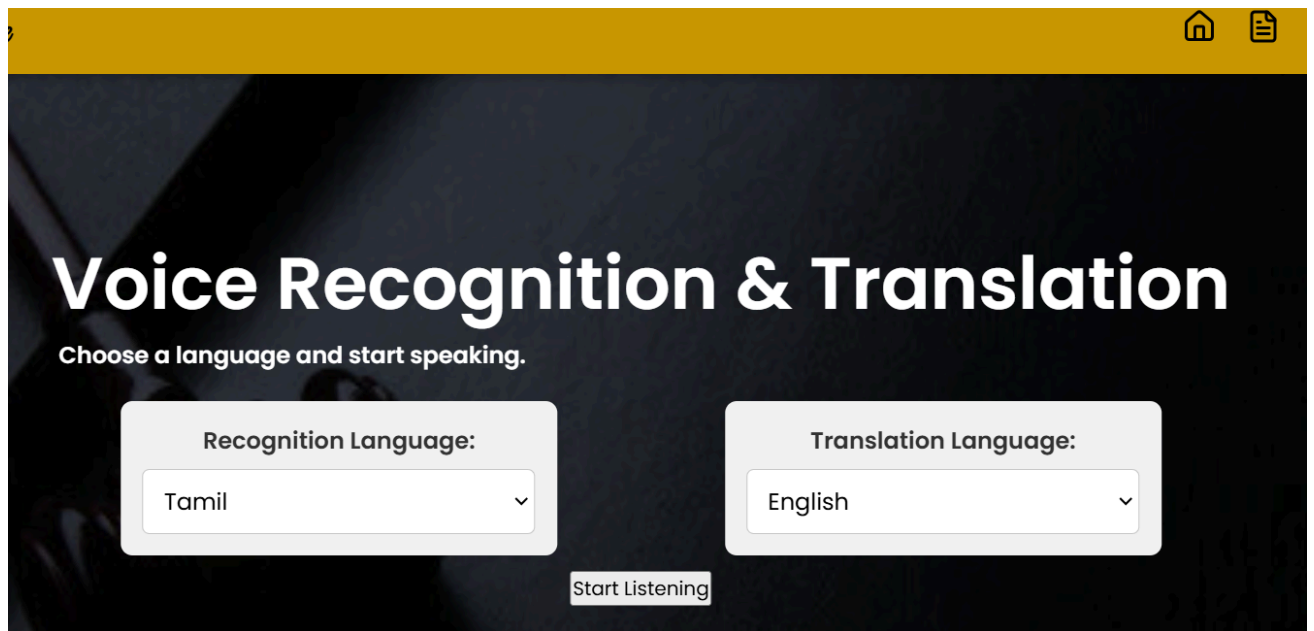 Voice Recognition & Translation
Choose a language and start speaking.
Recognition Language:
Tamil
Translation Language:
English
Start Listening